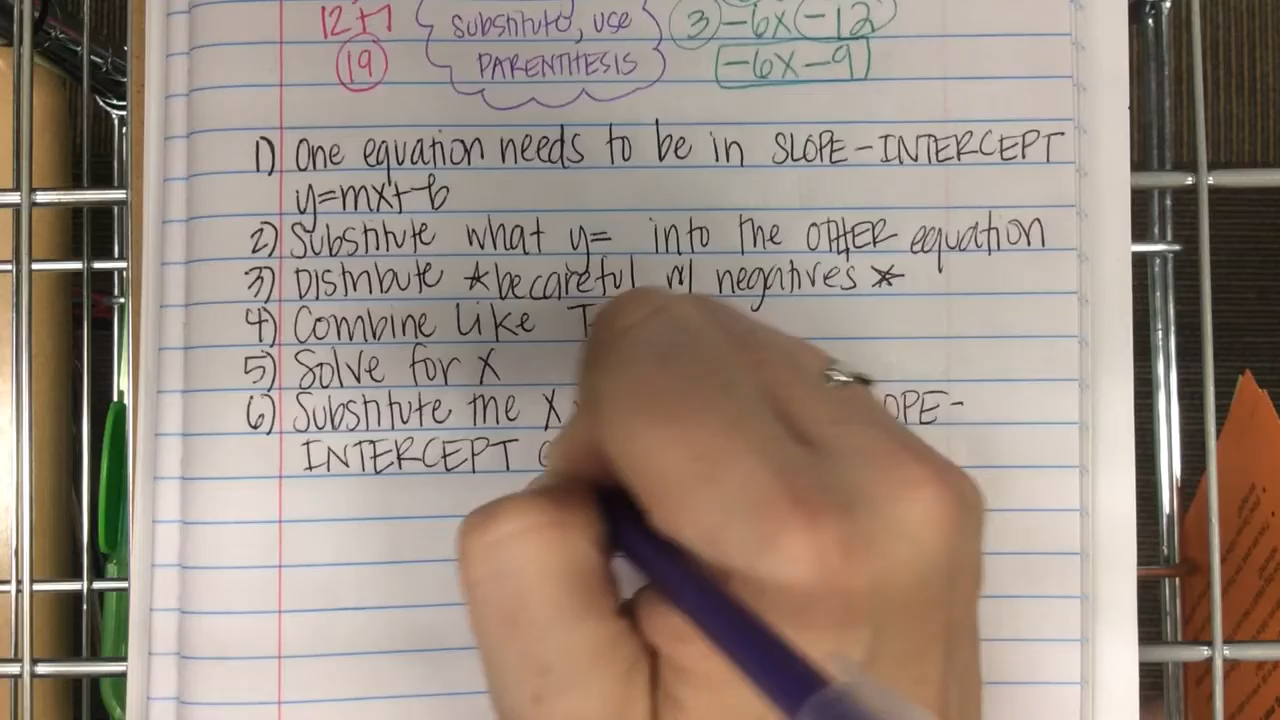 12+7 substitute, use 3 -6x -12
19 PARENTHESIS -6x-9
1) One equation needs to be in SLOPE-INTERCEPT
y=mx+b
2) Substitute what y= into the OTHER equation
3) Distribute *be careful w/ negatives *
4) Combine Like
5) Solve for X
6) Substitute the X OPE-
INTERCEPT